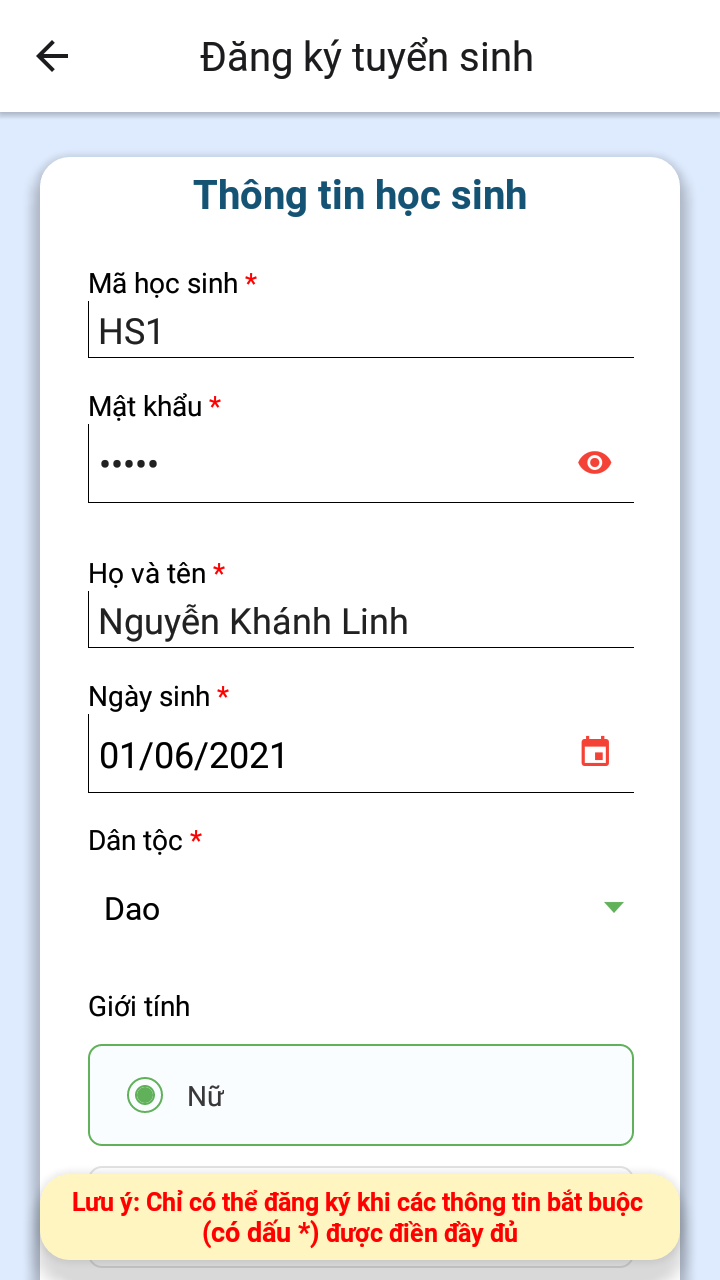 Đăng ký tuyển sinh
Thông tin học sinh
Mã học sinh *
HS1
Mật khẩu *
•••••
Họ và tên *
Nguyễn Khánh Linh
Ngày sinh *
01/06/2021
Dân tộc *
Dao
Giới tính
Nữ
Lưu ý: Chỉ có thể đăng ký khi các thông tin bắt buộc
(có dấu *) được điền đầy đủ